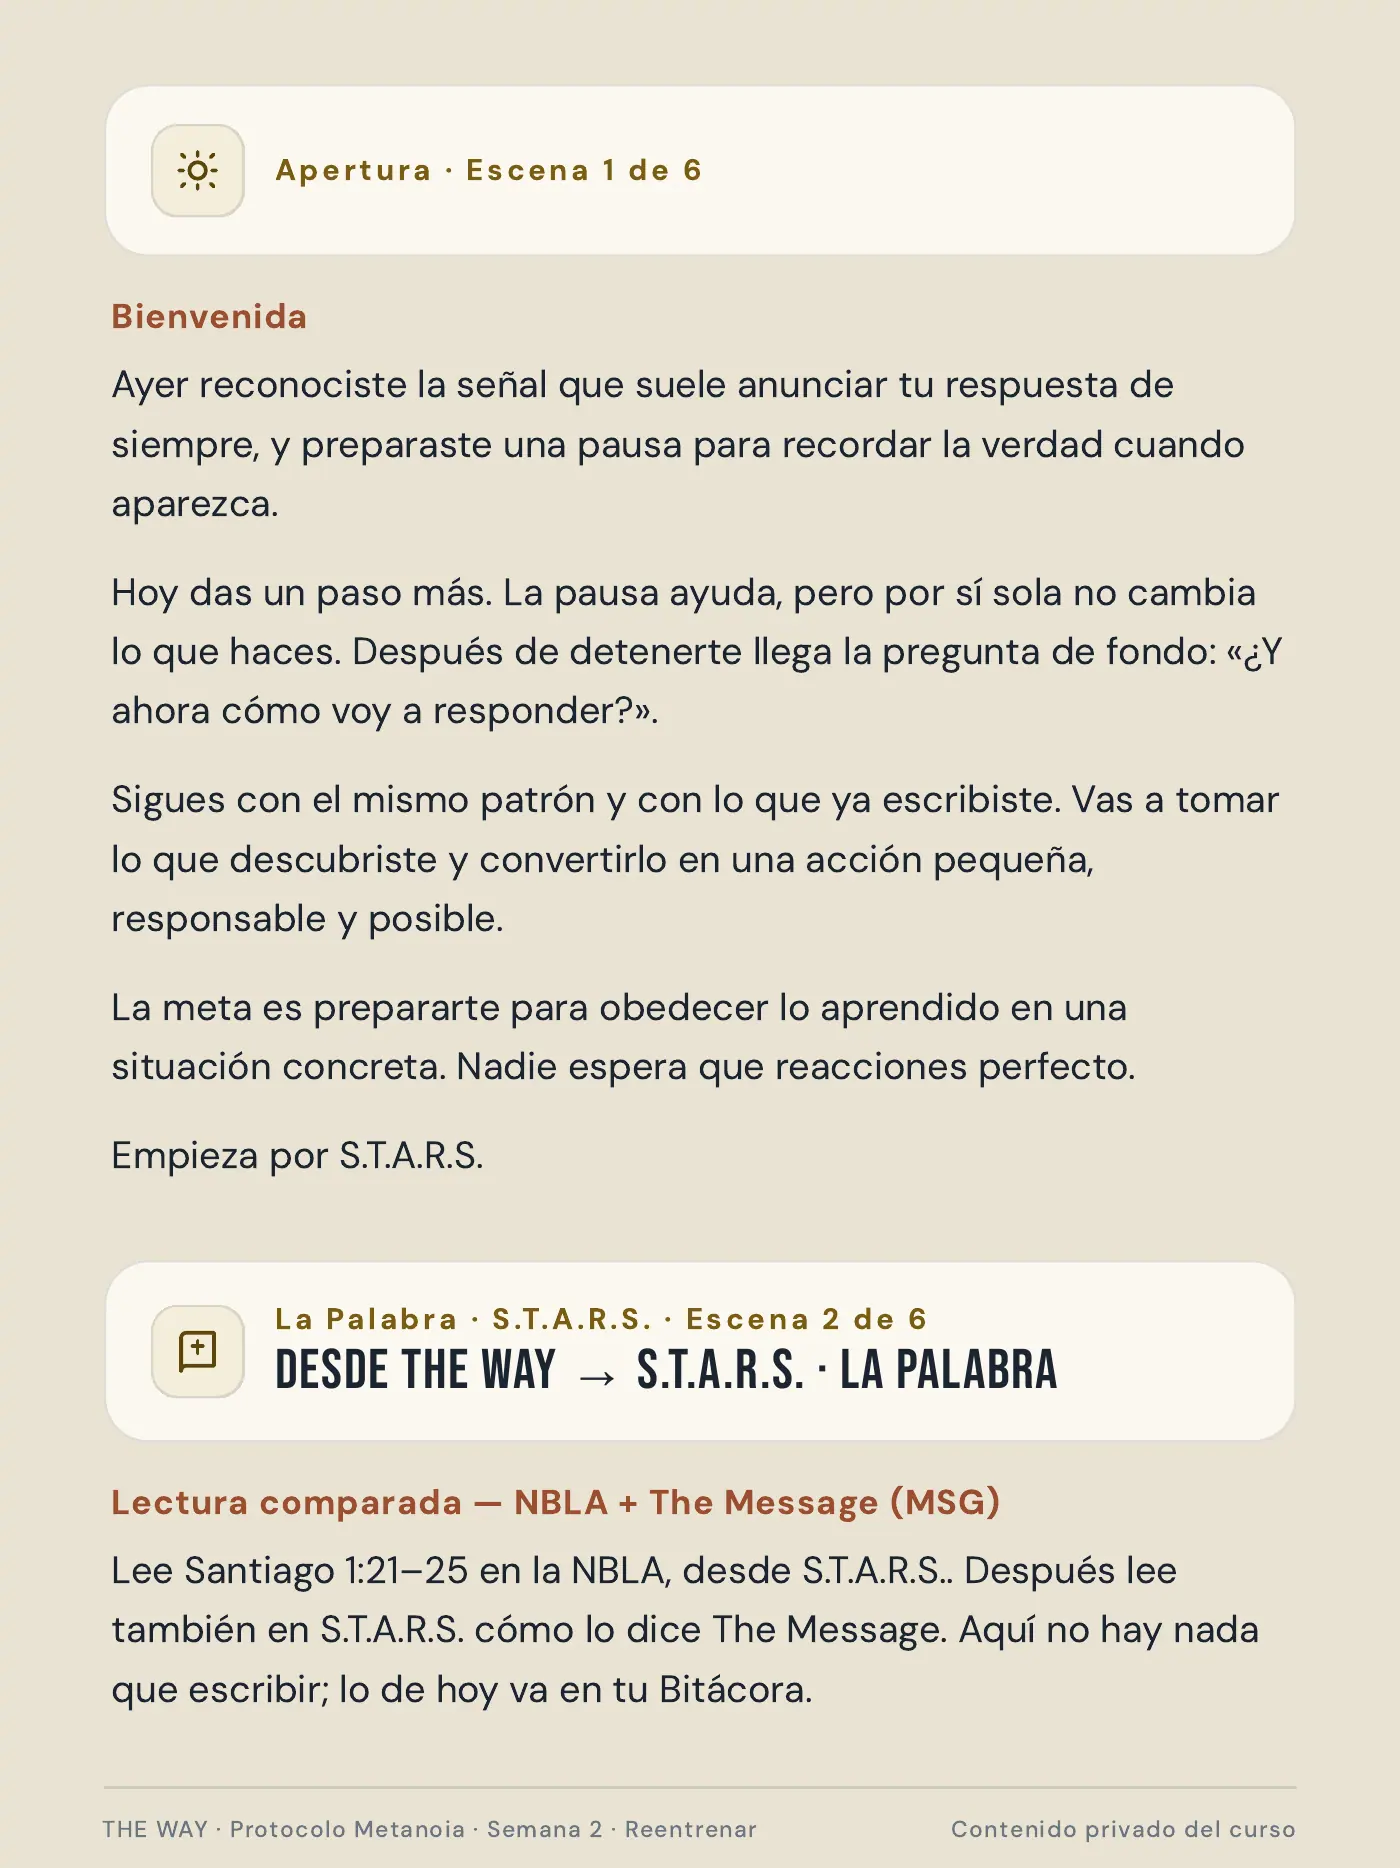 Apertura · Escena 1 de 6
Bienvenida
Ayer reconociste la señal que suele anunciar tu respuesta de
siempre, y preparaste una pausa para recordar la verdad cuando
aparezca.
Hoy das un paso más. La pausa ayuda, pero por sí sola no cambia
lo que haces. Después de detenerte llega la pregunta de fondo: «¿Y
ahora cómo voy a responder?».
Sigues con el mismo patrón y con lo que ya escribiste. Vas a tomar
lo que descubriste y convertirlo en una acción pequeña,
responsable y posible.
La meta es prepararte para obedecer lo aprendido en una
situación concreta. Nadie espera que reacciones perfecto.
Empieza por S.T.A.R.S.
La Palabra · S.T.A.R.S. · Escena 2 de 6
DESDE THE WAY → S.T.A.R.S. · LA PALABRA
Lectura comparada — NBLA + The Message (MSG)
Lee Santiago 1:21–25 en la NBLA, desde S.T.A.R.S.. Después lee
también en S.T.A.R.S. cómo lo dice The Message. Aquí no hay nada
que escribir; lo de hoy va en tu Bitácora.
THE WAY · Protocolo Metanoia · Semana 2 · Reentrenar
Contenido privado del curso